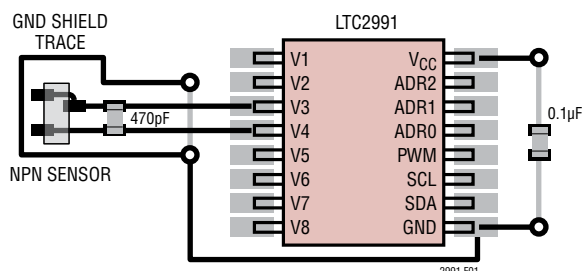 GND SHIELD
TRACE
LTC2991
470pF
NPN SENSOR
V1
V2
V3
V4
V5
V6
V7
V8
VCC
ADR2
ADR1
ADR0
PWM
SCL
SDA
GND
0.1µF
2991 F01